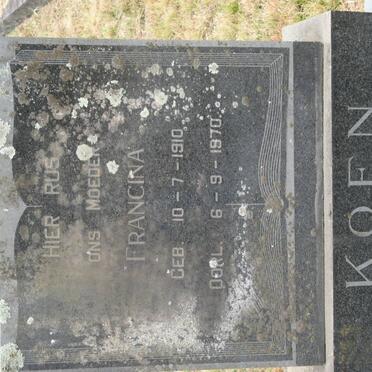 HIER RUS
ONS MOEDER
FRANCINA
GEB. 10-7-1910
OORL. 6-9-1970.
KOEN